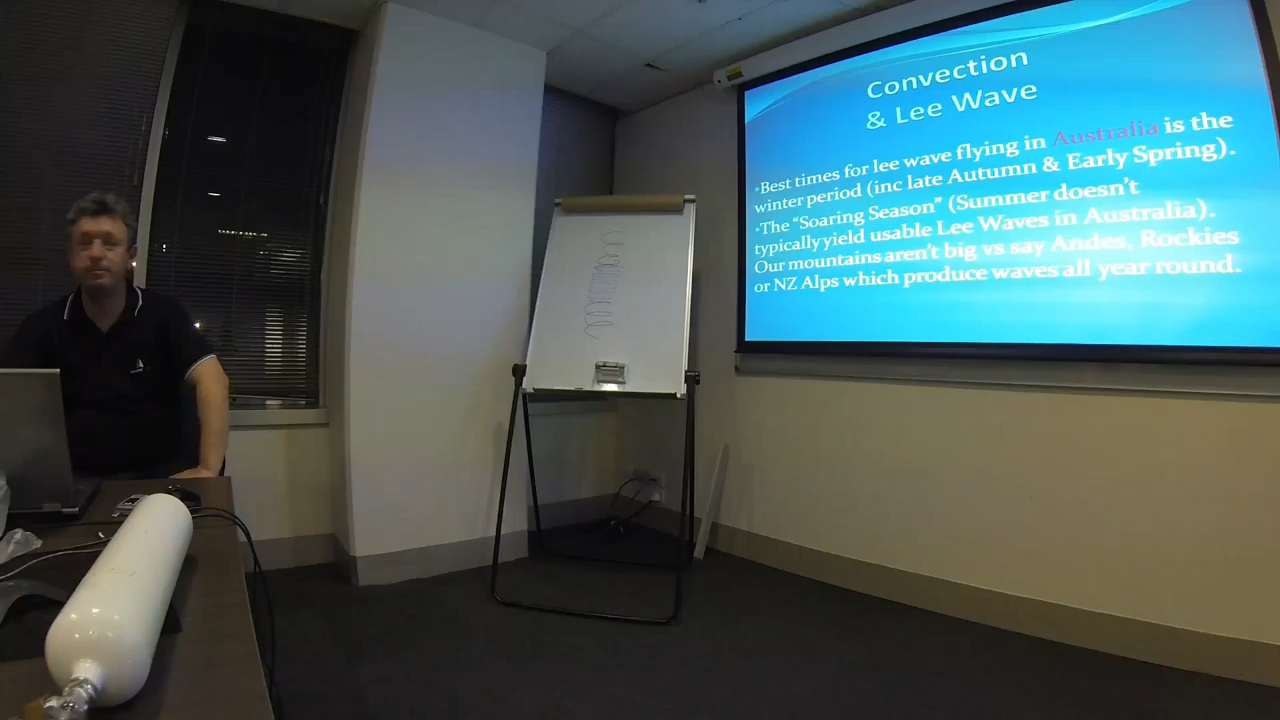 Convection
& Lee Wave
•Best times for lee wave flying in Australia is the
winter period (inc late Autumn & Early Spring).
•The “Soaring Season” (Summer doesn’t
typically yield usable Lee Waves in Australia).
Our mountains aren’t big vs say Andes, Rockies
or NZ Alps which produce waves all year round.